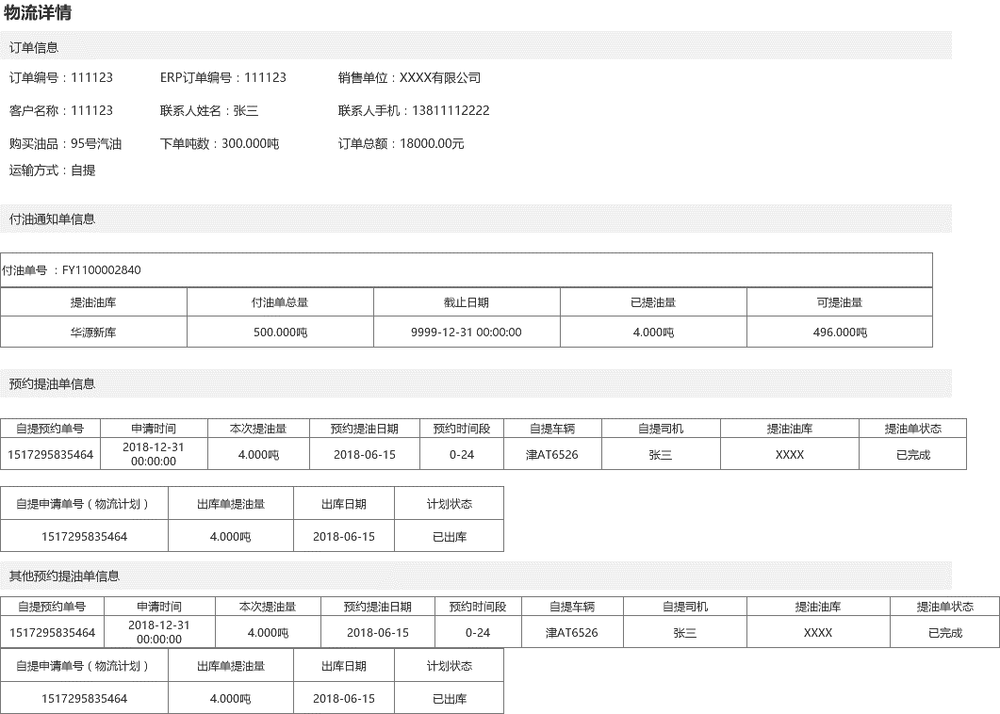 物流详情
订单信息
订单编号：111123 ERP订单编号：111123 销售单位：XXXX有限公司
客户名称：111123 联系人姓名：张三 联系人手机：13811112222
购买油品：95号汽油 下单吨数：300.000吨 订单总额：18000.00元
运输方式：自提
付油通知单信息
付油单号 ：FY1100002840
提油油库 付油单总量 截止日期 已提油量 可提油量
华源新库 500.000吨 9999-12-31 00:00:00 4.000吨 496.000吨
预约提油单信息
自提预约单号 申请时间 本次提油量 预约提油日期 预约时间段 自提车辆 自提司机 提油油库 提油单状态
1517295835464 2018-12-31 00:00:00 4.000吨 2018-06-15 0-24 津AT6526 张三 XXXX 已完成
自提申请单号（物流计划） 出库单提油量 出库日期 计划状态
1517295835464 4.000吨 2018-06-15 已出库
其他预约提油单信息
自提预约单号 申请时间 本次提油量 预约提油日期 预约时间段 自提车辆 自提司机 提油油库 提油单状态
1517295835464 2018-12-31 00:00:00 4.000吨 2018-06-15 0-24 津AT6526 张三 XXXX 已完成
自提申请单号（物流计划） 出库单提油量 出库日期 计划状态
1517295835464 4.000吨 2018-06-15 已出库